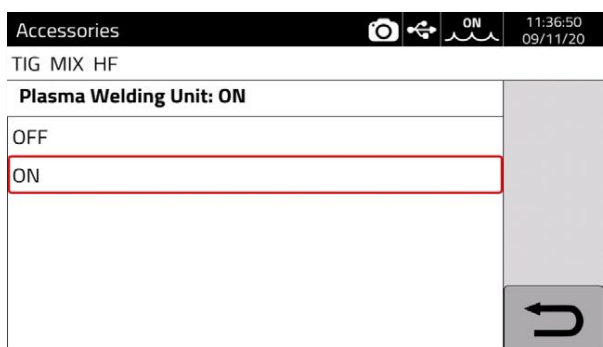 Accessories
ON
11:36:50
09/11/20
TIG MIX HF
Plasma Welding Unit: ON
OFF
ON